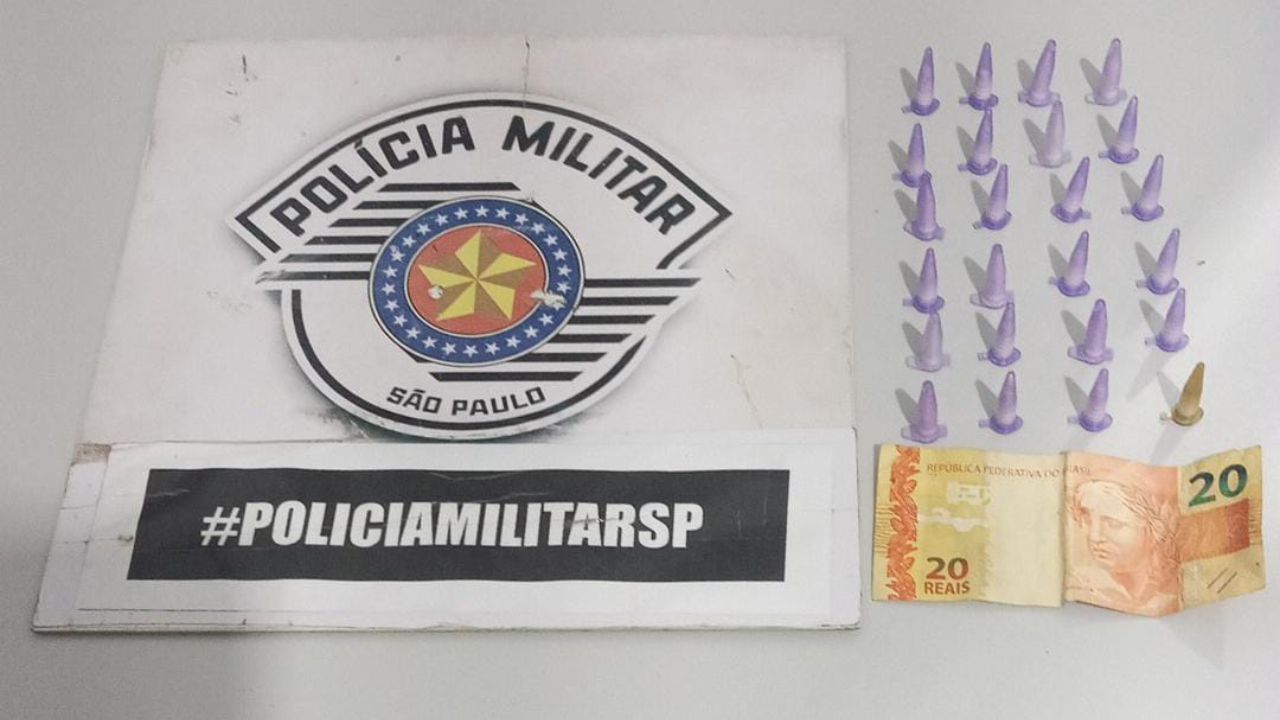 POLÍCIA MILITAR
SÃO PAULO
#POLICIAMILITARSP
REPÚBLICA FEDERATIVA DO BRASIL
20
20
REAIS